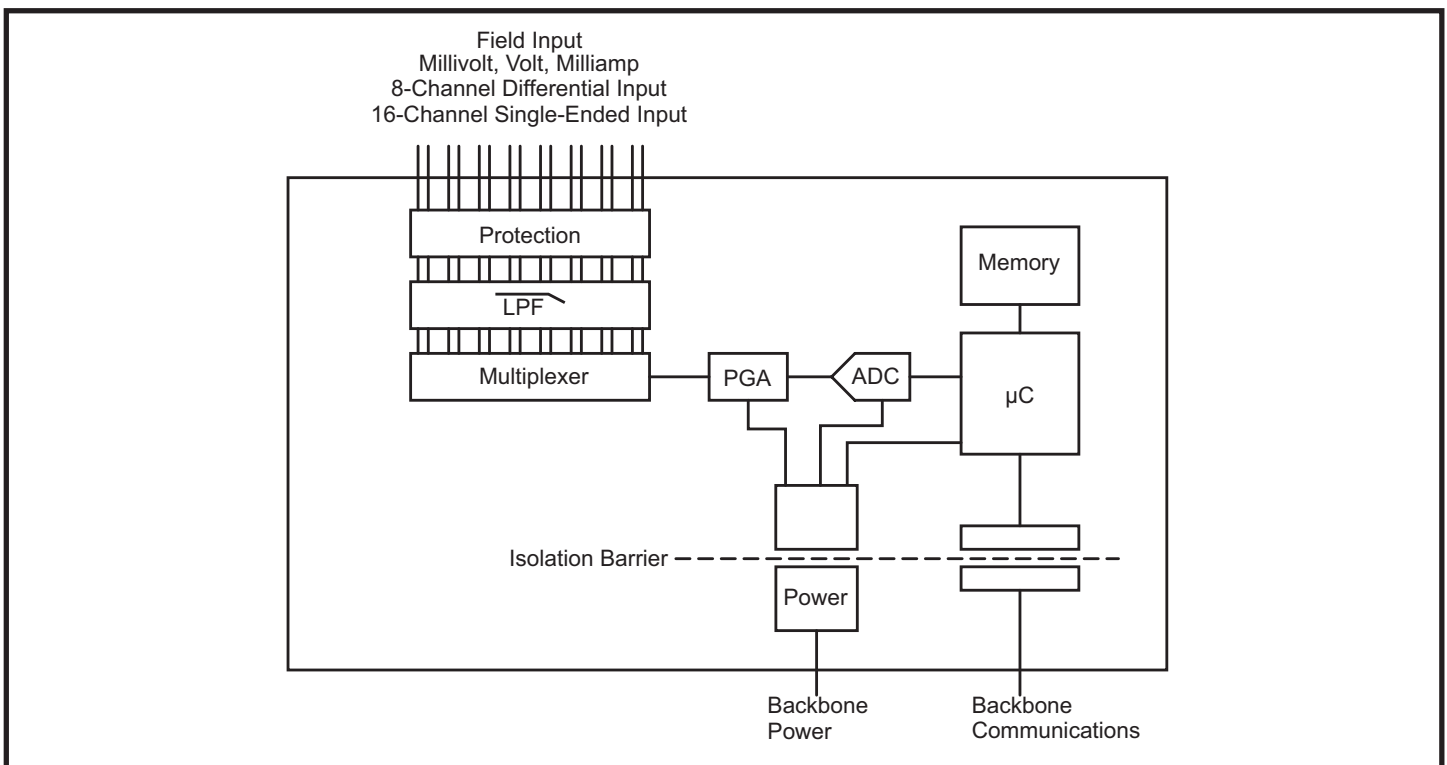 Field Input
Millivolt, Volt, Milliamp
8-Channel Differential Input
16-Channel Single-Ended Input
Protection
Memory
LPF
Multiplexer
PGA
ADC
µC
Isolation Barrier
Power
Backbone
Power
Backbone
Communications